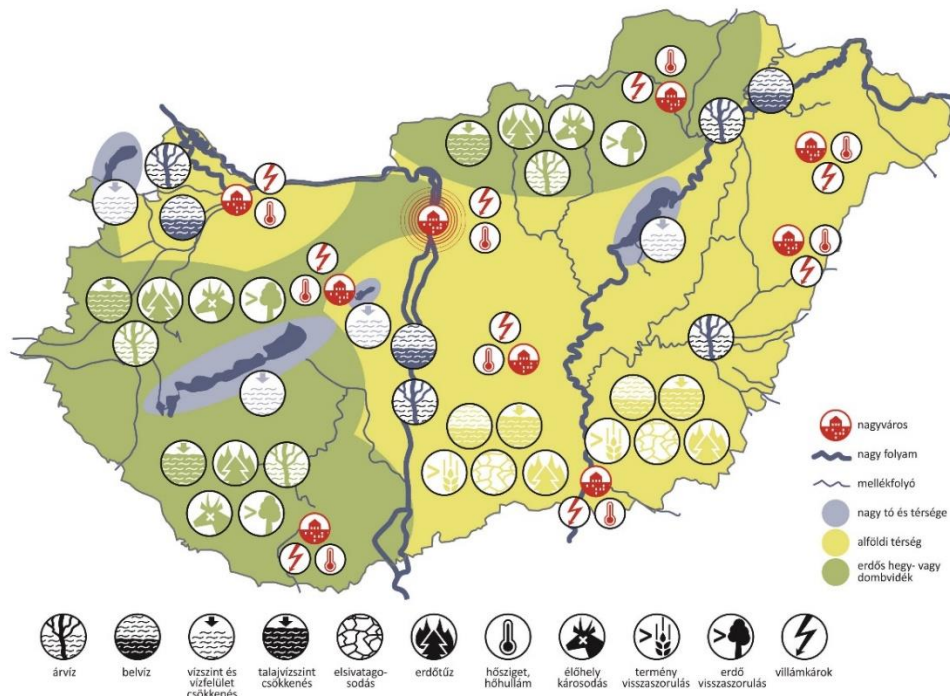 nagyváros
nagy folyam
mellékfolyó
nagy tó és térsége
alföldi térség
erdős hegy- vagy
dombvidék
árvíz
belvíz
vízszint és
vízfelület
csökkenés
talajvízszint
csökkenés
elsivatago-
sodás
erdőtűz
hősziget,
hőhullám
élőhely
károsodás
termény
visszaszorulás
erdő
visszaszorulás
villámkárok